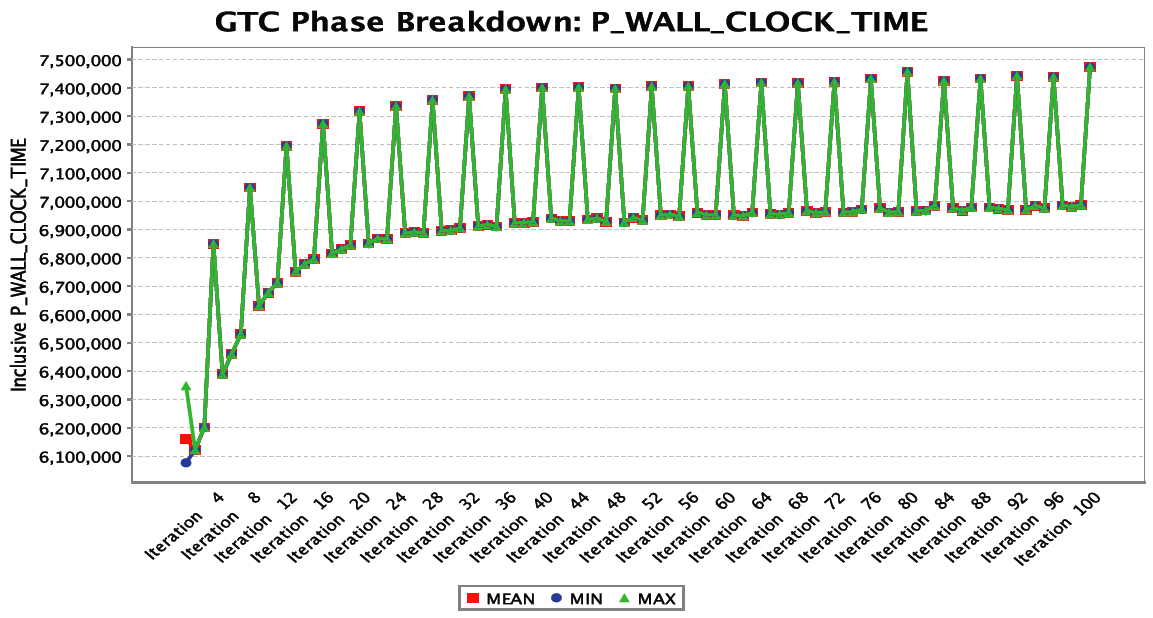 GTC Phase Breakdown: P_WALL_CLOCK_TIME
Inclusive P_WALL_CLOCK_TIME
7,500,000
7,400,000
7,300,000
7,200,000
7,100,000
7,000,000
6,900,000
6,800,000
6,700,000
6,600,000
6,500,000
6,400,000
6,300,000
6,200,000
6,100,000
Iteration 4
Iteration 8
Iteration 12
Iteration 16
Iteration 20
Iteration 24
Iteration 28
Iteration 32
Iteration 36
Iteration 40
Iteration 44
Iteration 48
Iteration 52
Iteration 56
Iteration 60
Iteration 64
Iteration 68
Iteration 72
Iteration 76
Iteration 80
Iteration 84
Iteration 88
Iteration 92
Iteration 96
Iteration 100
MEAN MIN MAX